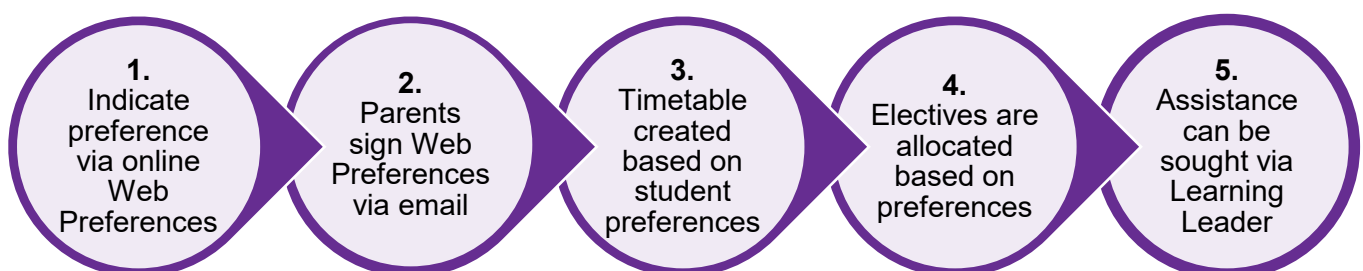 1.
Indicate
preference
via online
Web
Preferences
2.
Parents
sign Web
Preferences
via email
3.
Timetable
created
based on
student
preferences
4.
Electives are
allocated
based on
preferences
5.
Assistance
can be
sought via
Learning
Leader